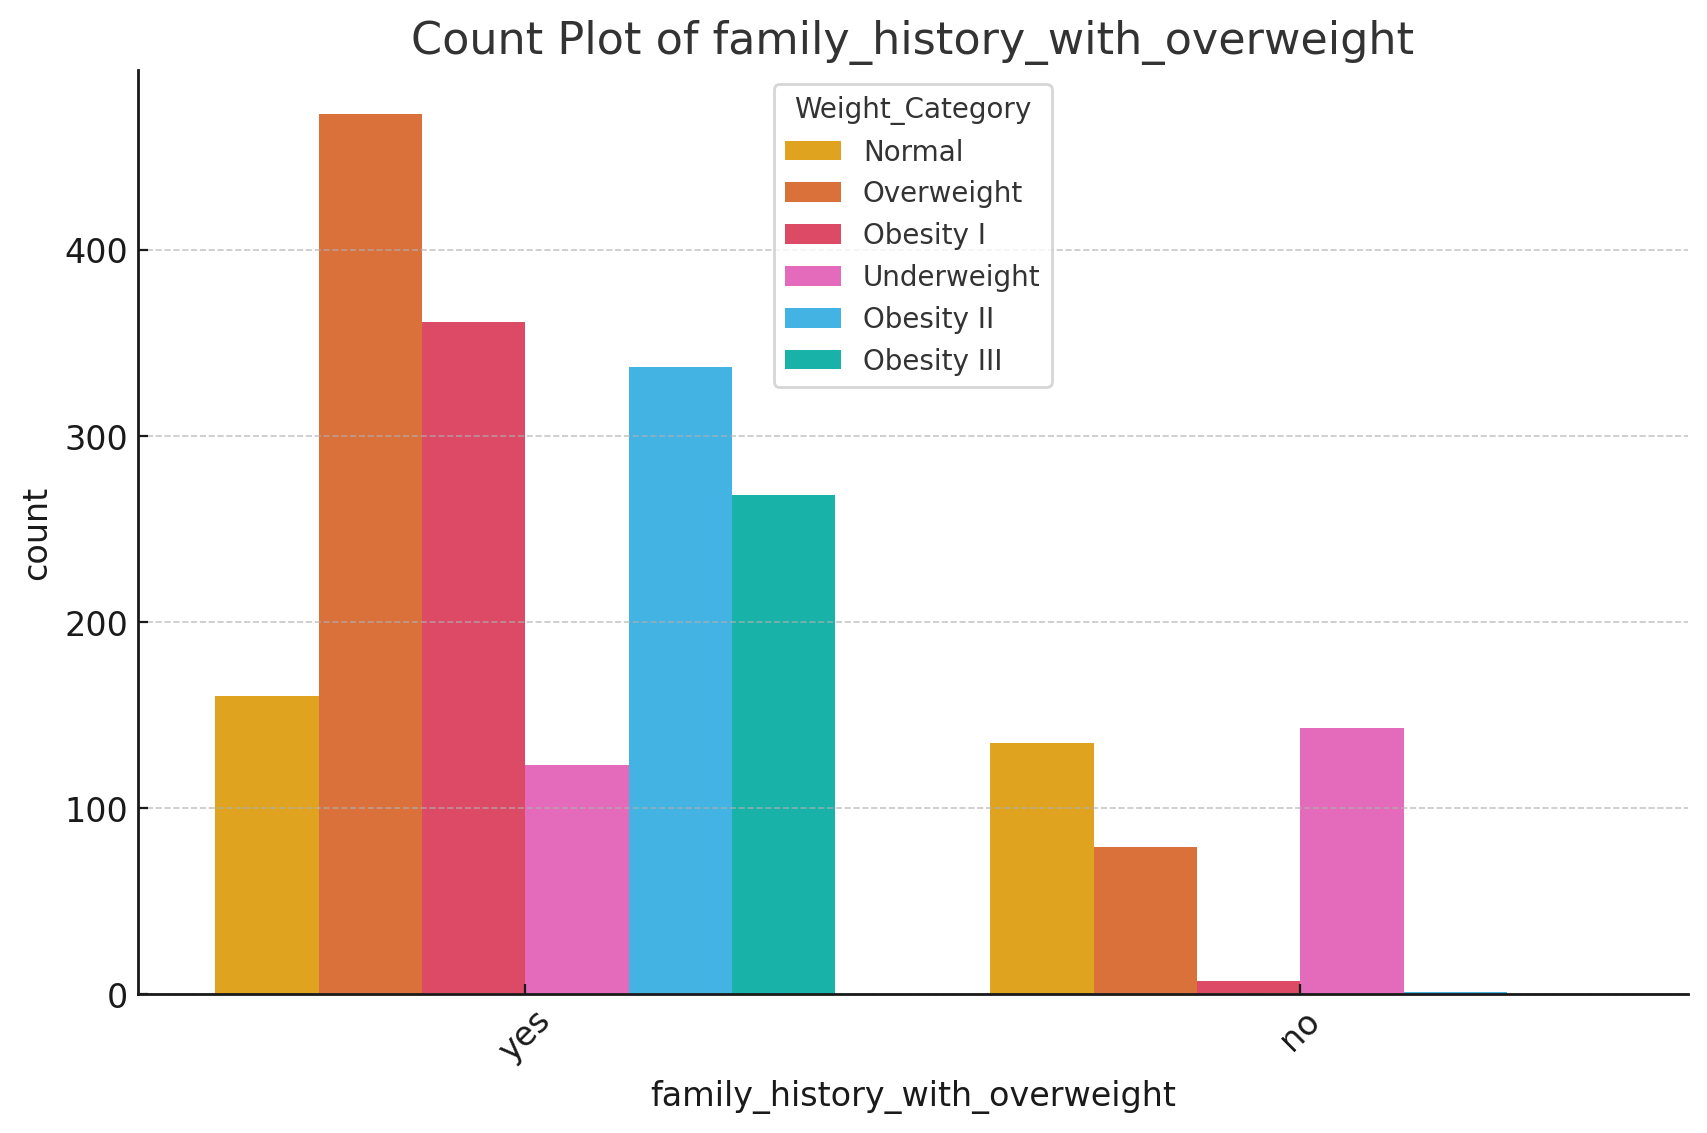 Count Plot of family_history_with_overweight
Weight_Category
Normal
Overweight
Obesity I
Underweight
Obesity II
Obesity III
count
400
300
200
100
0
yes
no
family_history_with_overweight